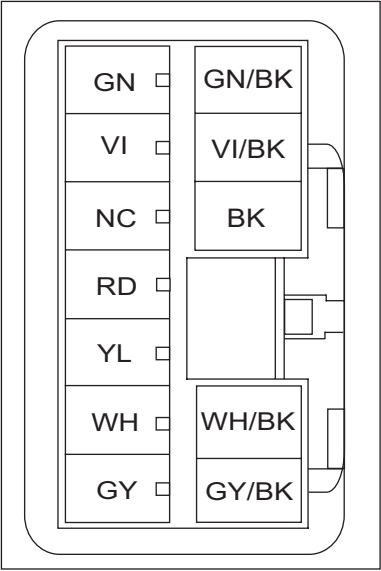 GN GN/BK
VI VI/BK
NC BK
RD
YL
WH WH/BK
GY GY/BK